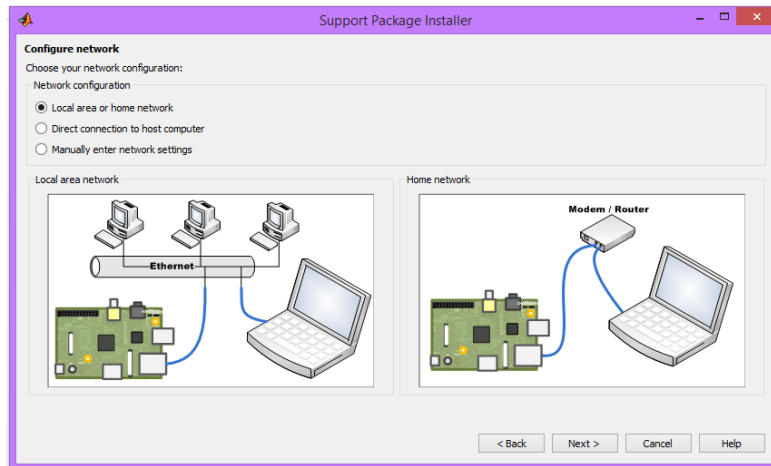 Support Package Installer
Configure network
Choose your network configuration:
Network configuration
Local area or home network
Direct connection to host computer
Manually enter network settings
Local area network
Ethernet
Home network
Modem / Router
< Back
Next >
Cancel
Help